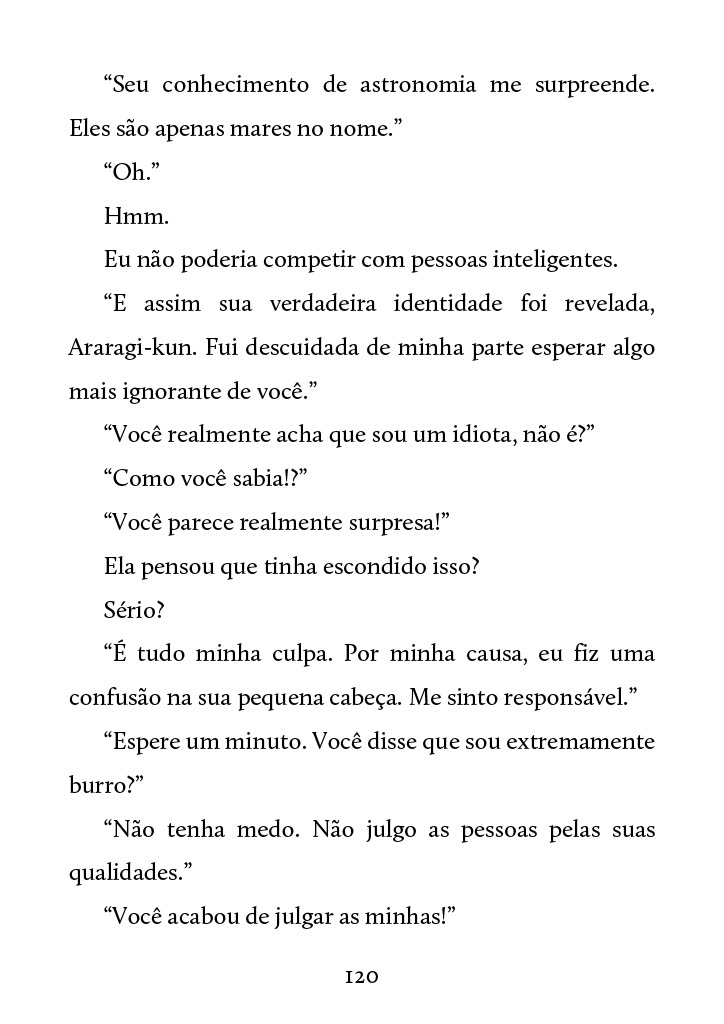 “Seu conhecimento de astronomia me surpreende.
Eles são apenas mares no nome.”
“Oh.”
Hmm.
Eu não poderia competir com pessoas inteligentes.
“E assim sua verdadeira identidade foi revelada,
Araragi-kun. Fui descuidada de minha parte esperar algo
mais ignorante de você.”
“Você realmente acha que sou um idiota, não é?”
“Como você sabia!?”
“Você parece realmente surpresa!”
Ela pensou que tinha escondido isso?
Sério?
“É tudo minha culpa. Por minha causa, eu fiz uma
confusão na sua pequena cabeça. Me sinto responsável.”
“Espere um minuto. Você disse que sou extremamente
burro?”
“Não tenha medo. Não julgo as pessoas pelas suas
qualidades.”
“Você acabou de julgar as minhas!”
120